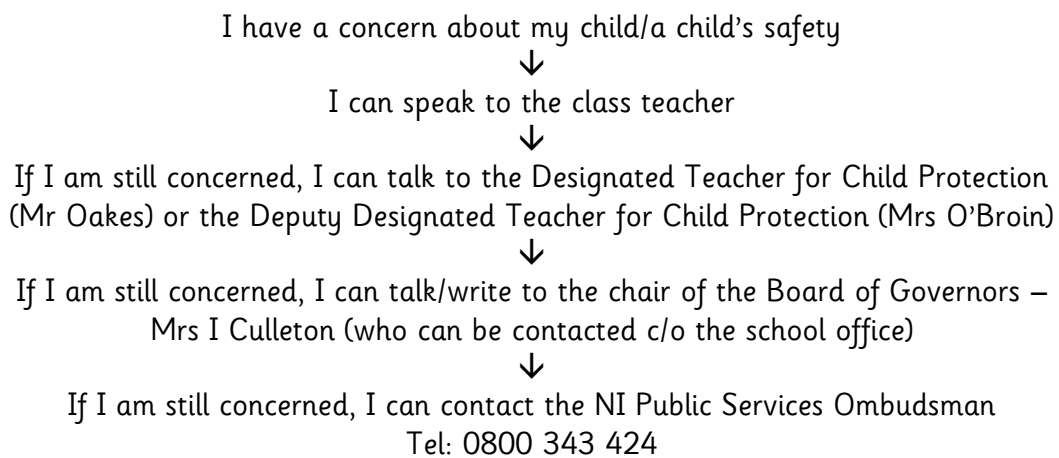 I have a concern about my child/a child's safety
↓
I can speak to the class teacher
↓
If I am still concerned, I can talk to the Designated Teacher for Child Protection
(Mr Oakes) or the Deputy Designated Teacher for Child Protection (Mrs O'Broin)
↓
If I am still concerned, I can talk/write to the chair of the Board of Governors –
Mrs I Culleton (who can be contacted c/o the school office)
↓
If I am still concerned, I can contact the NI Public Services Ombudsman
Tel: 0800 343 424